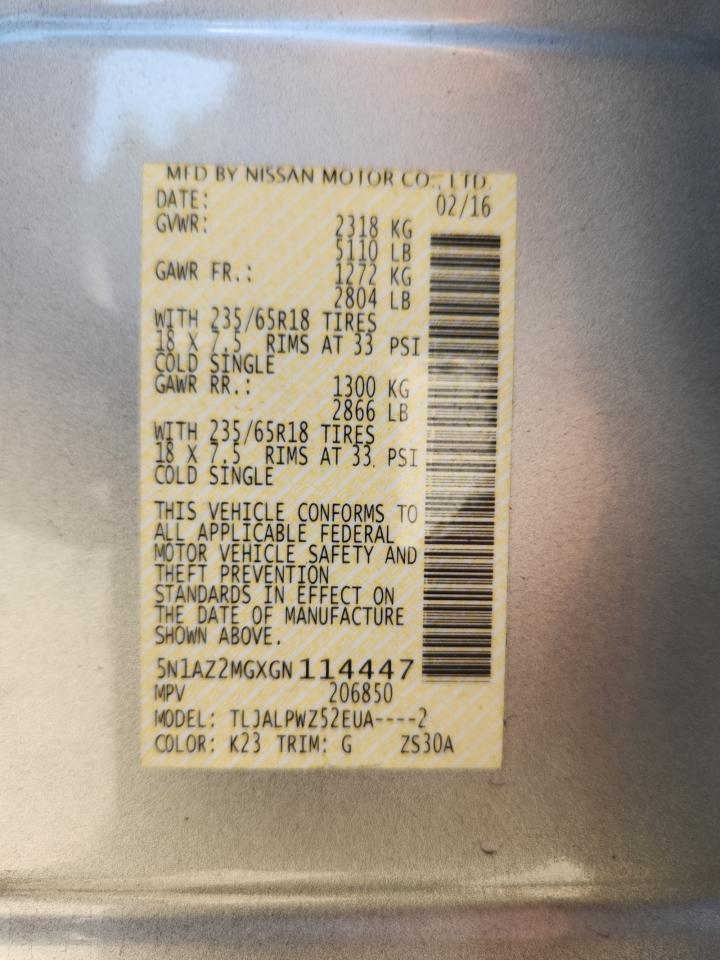 MFD BY NISSAN MOTOR CO., LTD.
DATE: 02/16
GVWR: 2318 KG
5110 LB
GAWR FR.: 1272 KG
2804 LB
WITH 235/65R18 TIRES
18 X 7.5 RIMS AT 33 PSI
COLD SINGLE
GAWR RR.: 1300 KG
2866 LB
WITH 235/65R18 TIRES
18 X 7.5 RIMS AT 33 PSI
COLD SINGLE
THIS VEHICLE CONFORMS TO
ALL APPLICABLE FEDERAL
MOTOR VEHICLE SAFETY AND
THEFT PREVENTION
STANDARDS IN EFFECT ON
THE DATE OF MANUFACTURE
SHOWN ABOVE.
5N1AZ2MGXGN114447
MPV 206850
MODEL: TLJALPWZ52EUA----2
COLOR: K23 TRIM: G ZS30A